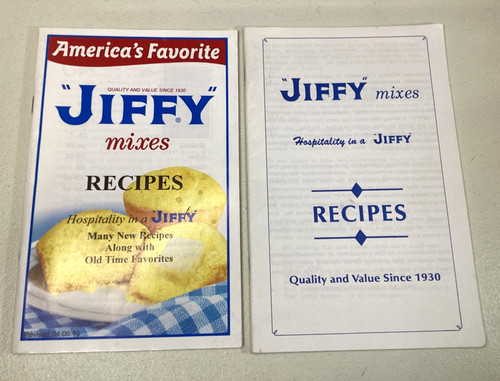 America's Favorite
QUALITY AND VALUE SINCE 1930
"JIFFY"®
mixes
RECIPES
Hospitality in a "JIFFY"
Many New Recipes
Along with
Old Time Favorites
"JIFFY" mixes
Hospitality in a "JIFFY"
RECIPES
Quality and Value Since 1930